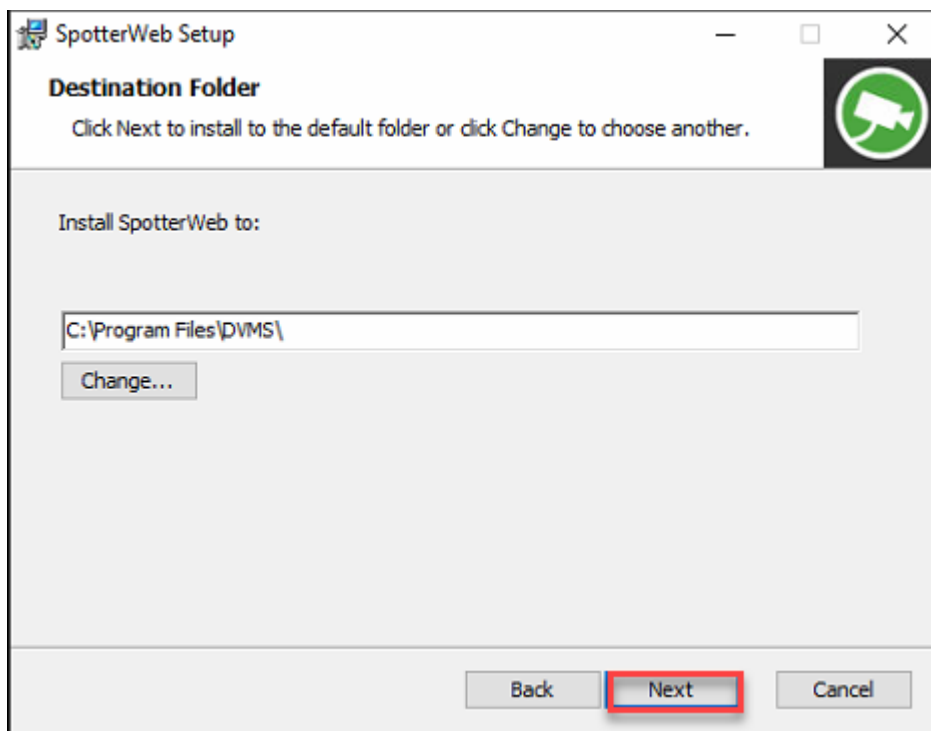 SpotterWeb Setup
Destination Folder
Click Next to install to the default folder or click Change to choose another.
Install SpotterWeb to:
C:\Program Files\DVMS\
Change...
Back Next Cancel